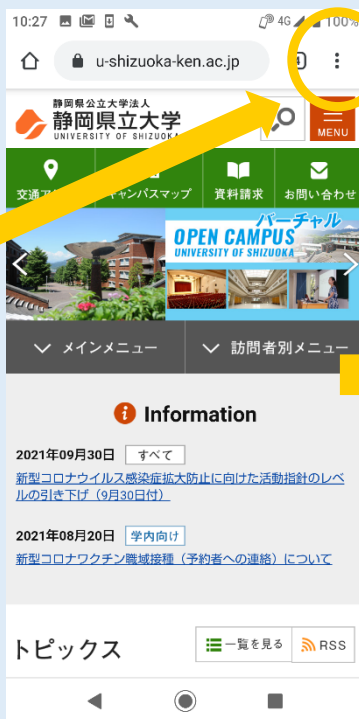 10:27
4G
100%
u-shizuoka-ken.ac.jp
静岡県公立大学法人
静岡県立大学
UNIVERSITY OF SHIZUOKA
MENU
キャンパスマップ
資料請求
お問い合わせ
バーチャル
OPEN CAMPUS
UNIVERSITY OF SHIZUOKA
メインメニュー
訪問者別メニュー
Information
2021年09月30日 すべて
新型コロナウイルス感染症拡大防止に向けた活動指針のレベ
ルの引き下げ（9月30日付）
2021年08月20日 学内向け
新型コロナワクチン職域接種（予約者への連絡）について
トピックス
一覧を見る
RSS